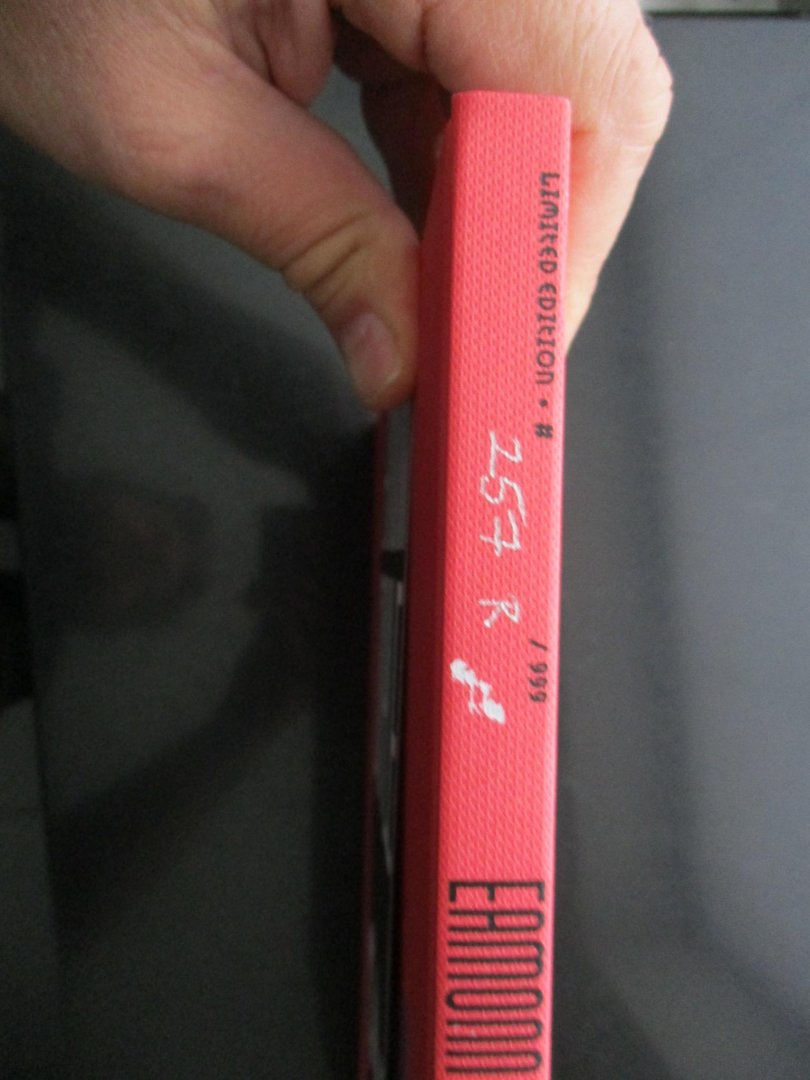 LIMITED EDITION • #
257 R
/ 999
EAMONN